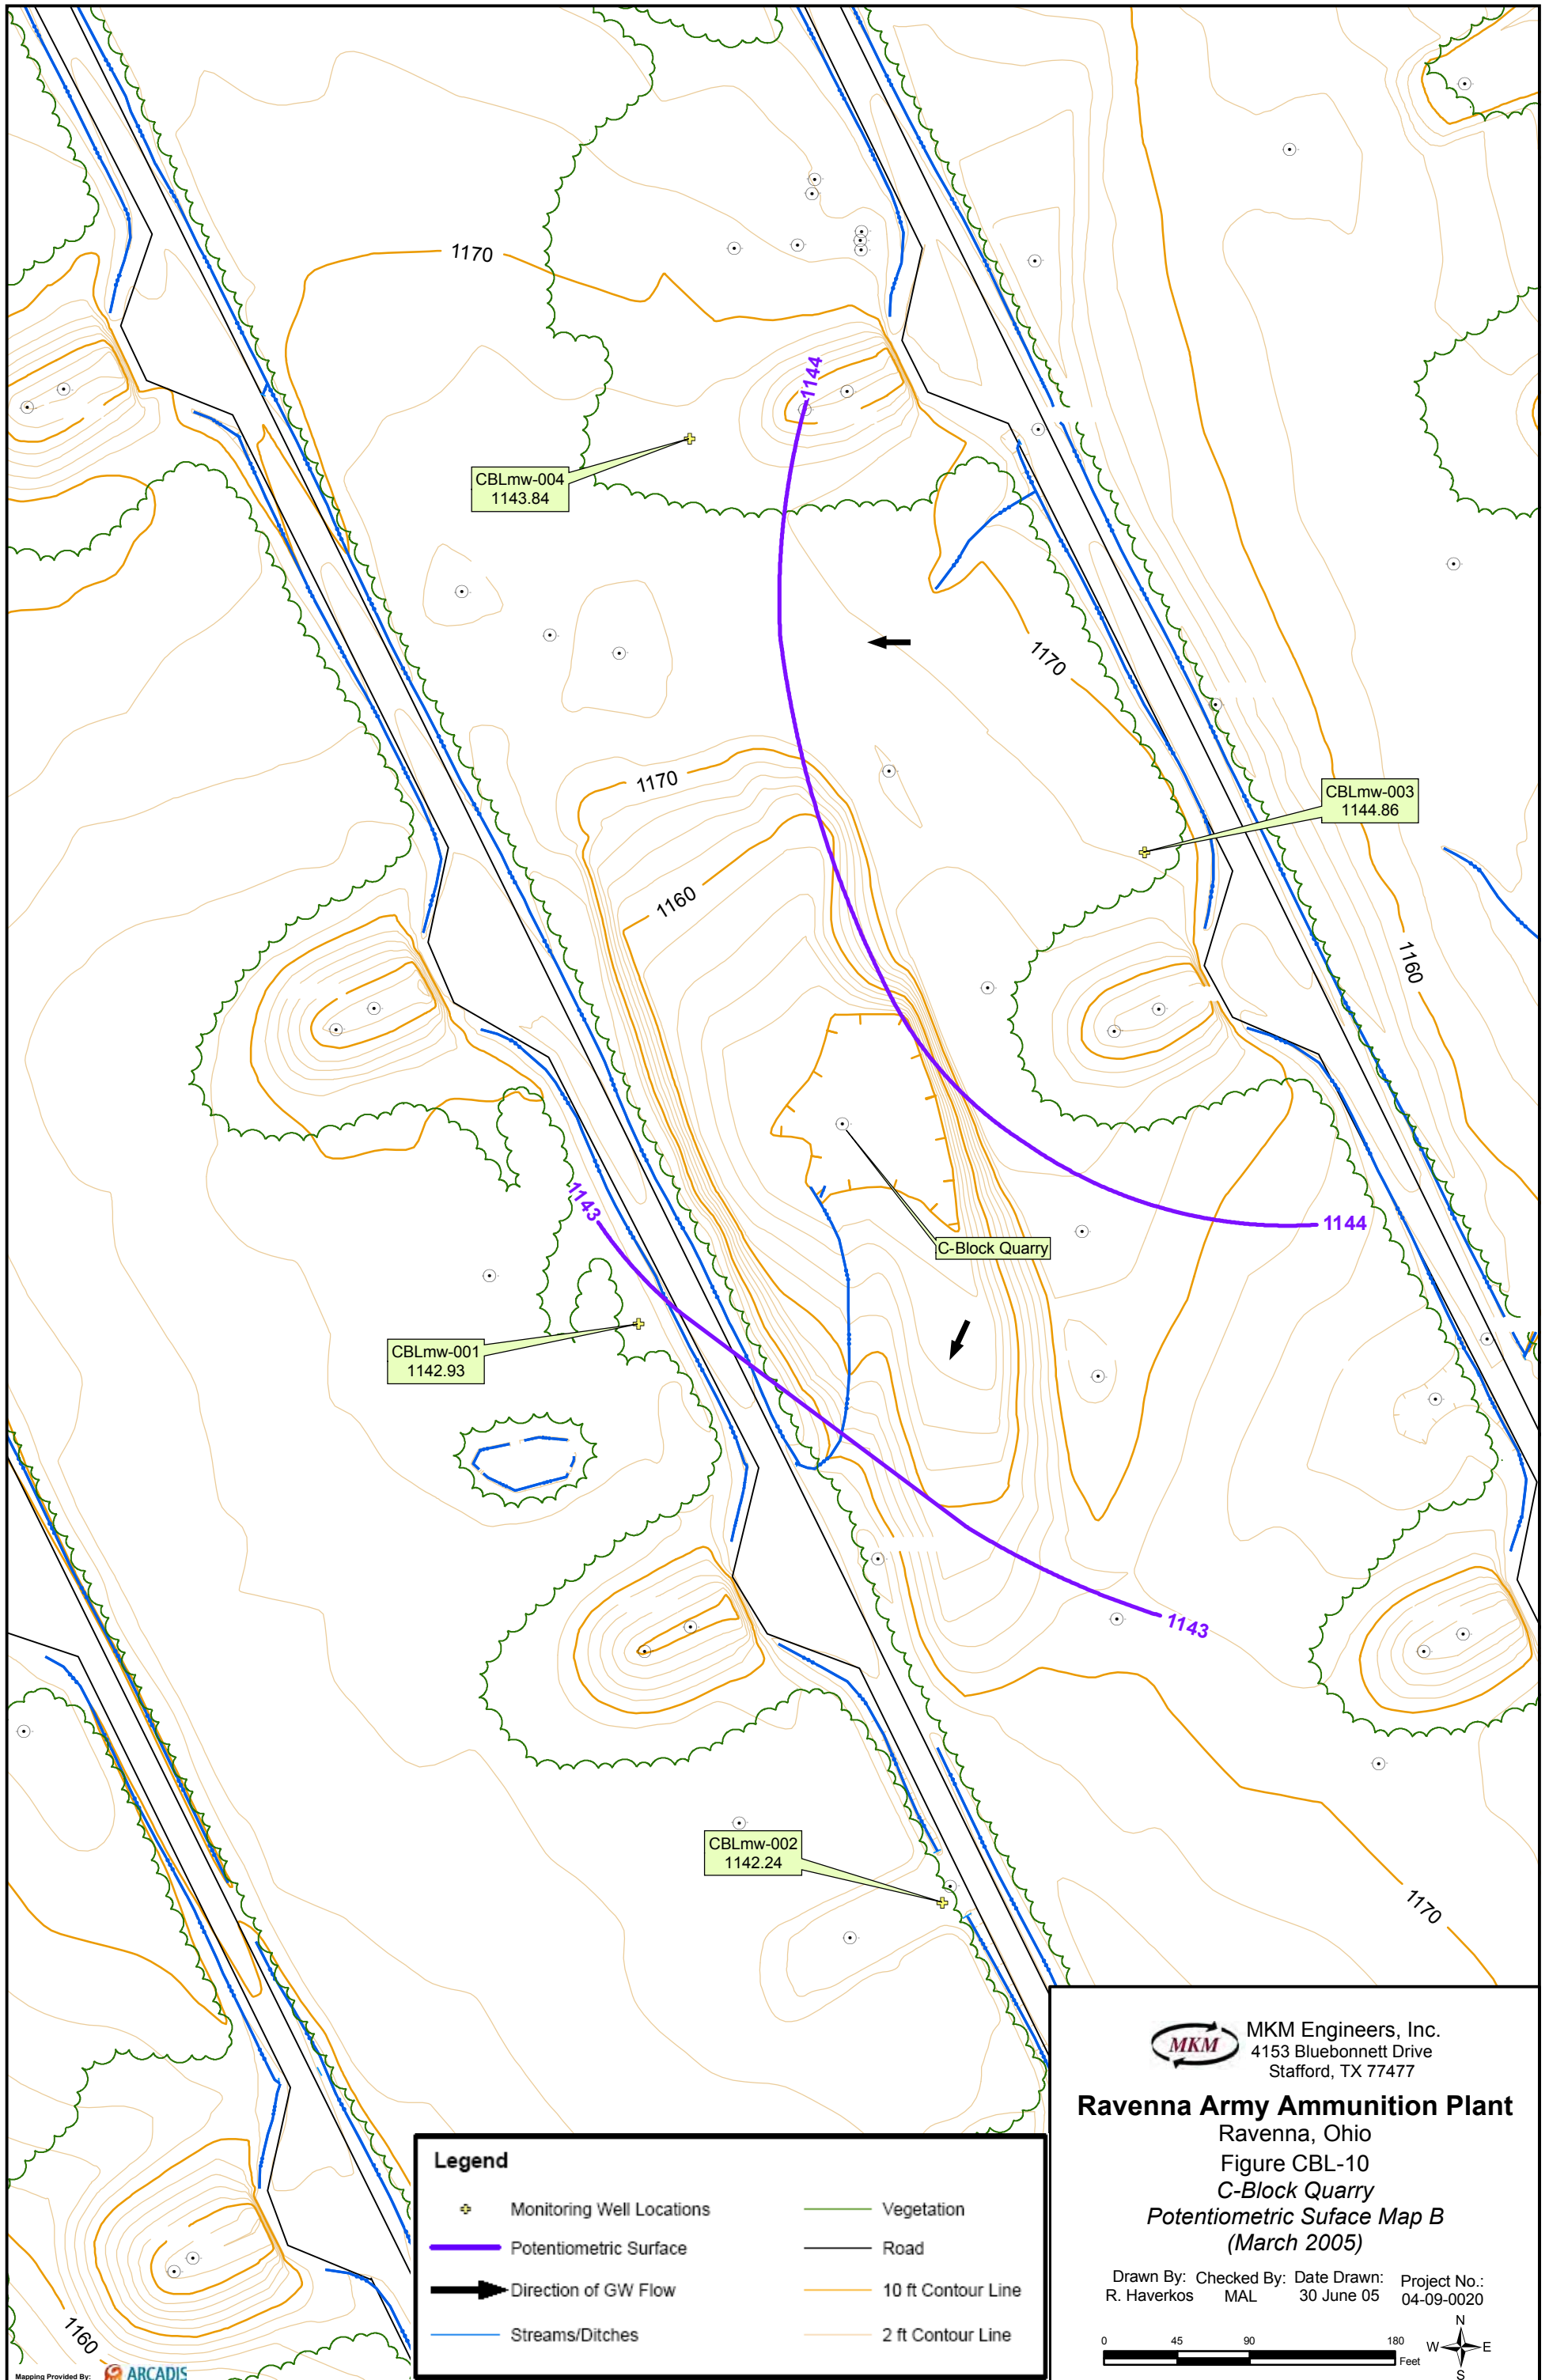 1170
1144
CBLmw-004
1143.84
1170
1170
CBLmw-003
1144.86
1160
1160
1143
1144
C-Block Quarry
CBLmw-001
1142.93
1143
CBLmw-002
1142.24
1170
1160
Mapping Provided By:
ARCADIS
Legend
Monitoring Well Locations
Potentiometric Surface
Direction of GW Flow
Streams/Ditches
Vegetation
Road
10 ft Contour Line
2 ft Contour Line
MKM
MKM Engineers, Inc.
4153 Bluebonnett Drive
Stafford, TX 77477
Ravenna Army Ammunition Plant
Ravenna, Ohio
Figure CBL-10
C-Block Quarry
Potentiometric Suface Map B
(March 2005)
Drawn By: Checked By: Date Drawn: Project No.:
R. Haverkos MAL 30 June 05 04-09-0020
0 45 90 180
Feet
N
W E
S